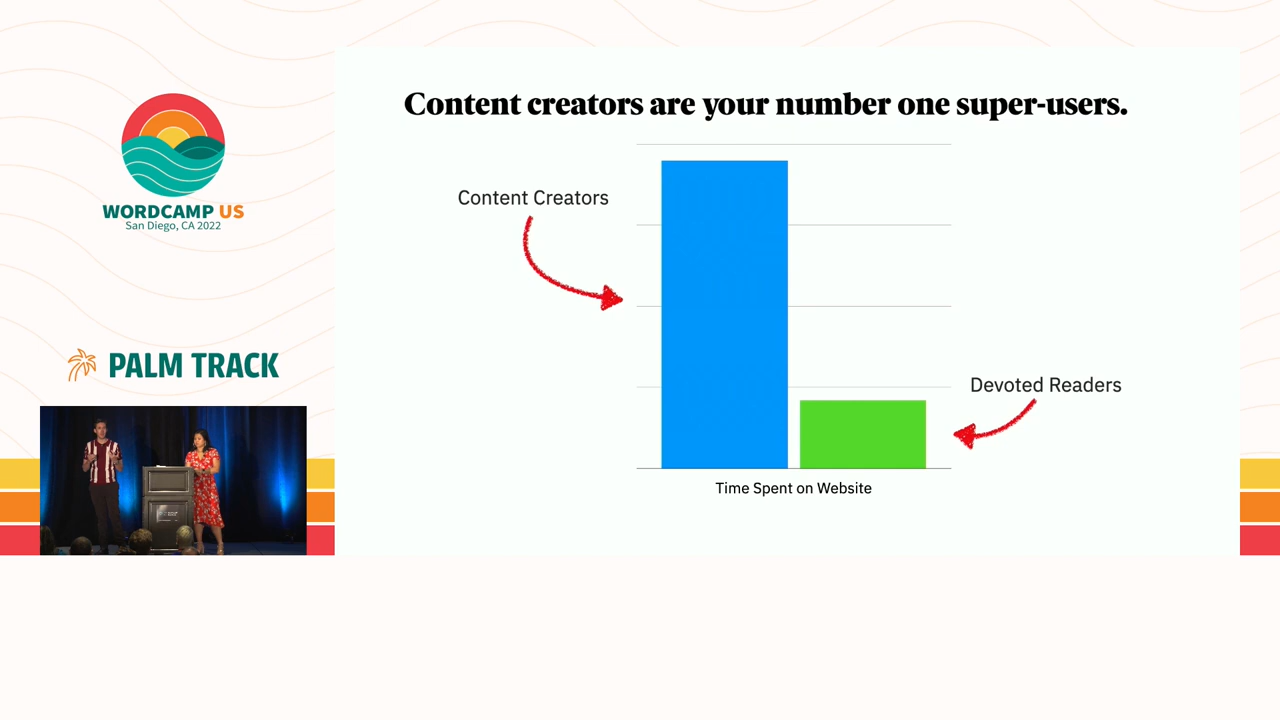 Content creators are your number one super-users.
Content Creators
Devoted Readers
Time Spent on Website
WORDCAMP US
San Diego, CA 2022
PALM TRACK